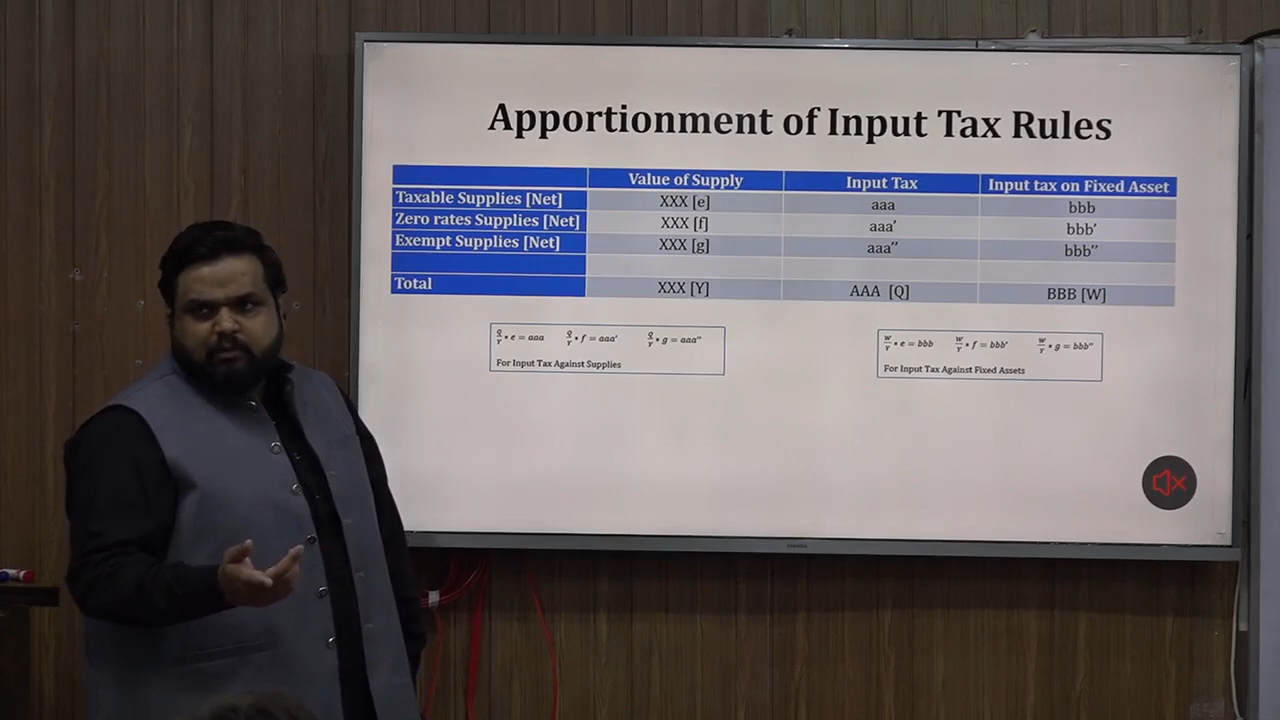 Apportionment of Input Tax Rules
Value of Supply Input Tax Input tax on Fixed Asset
Taxable Supplies [Net] XXX [e] aaa bbb
Zero rates Supplies [Net] XXX [f] aaa′ bbb′
Exempt Supplies [Net] XXX [g] aaa′′ bbb′′
Total XXX [Y] AAA [Q] BBB [W]
Q/Y * e = aaa Q/Y * f = aaa′ Q/Y * g = aaa′′
For Input Tax Against Supplies
W/Y * e = bbb W/Y * f = bbb′ W/Y * g = bbb′′
For Input Tax Against Fixed Assets
SAMSUNG